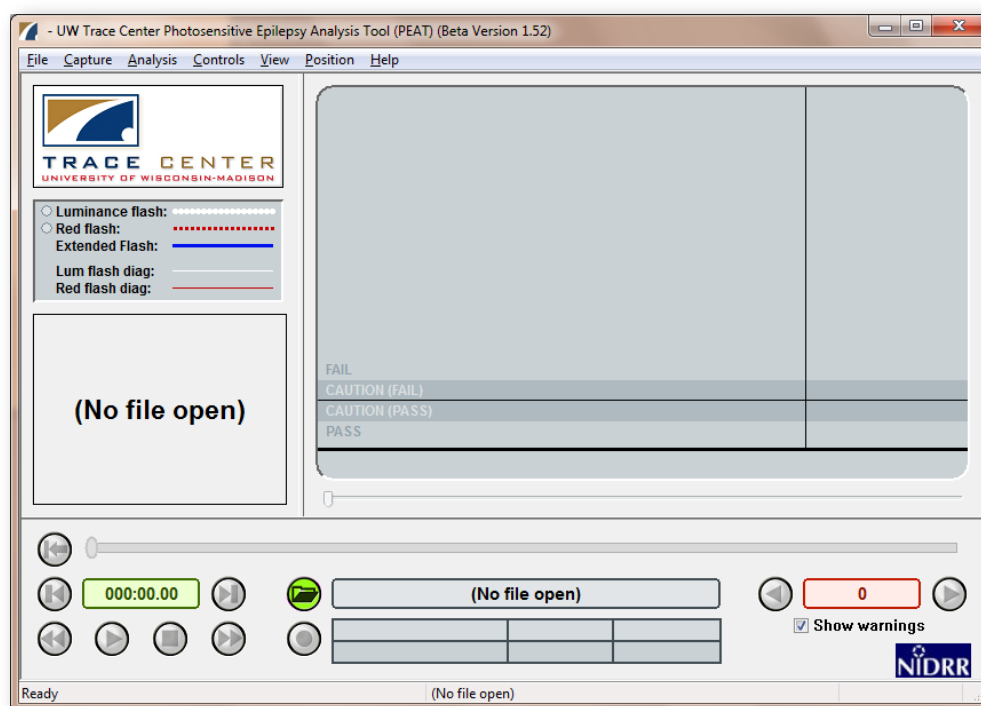 - UW Trace Center Photosensitive Epilepsy Analysis Tool (PEAT) (Beta Version 1.52)
File Capture Analysis Controls View Position Help
TRACE CENTER
UNIVERSITY OF WISCONSIN-MADISON
Luminance flash:
Red flash:
Extended Flash:
Lum flash diag:
Red flash diag:
(No file open)
FAIL
CAUTION (FAIL)
CAUTION (PASS)
PASS
000:00.00
(No file open)
0
Show warnings
NIDRR
Ready
(No file open)